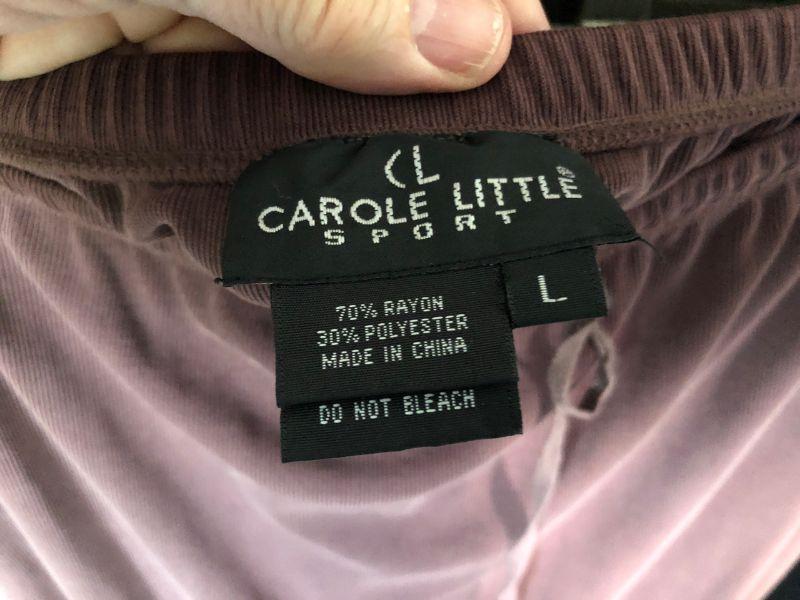 CL
CAROLE LITTLE®
SPORT
L
70% RAYON
30% POLYESTER
MADE IN CHINA
DO NOT BLEACH